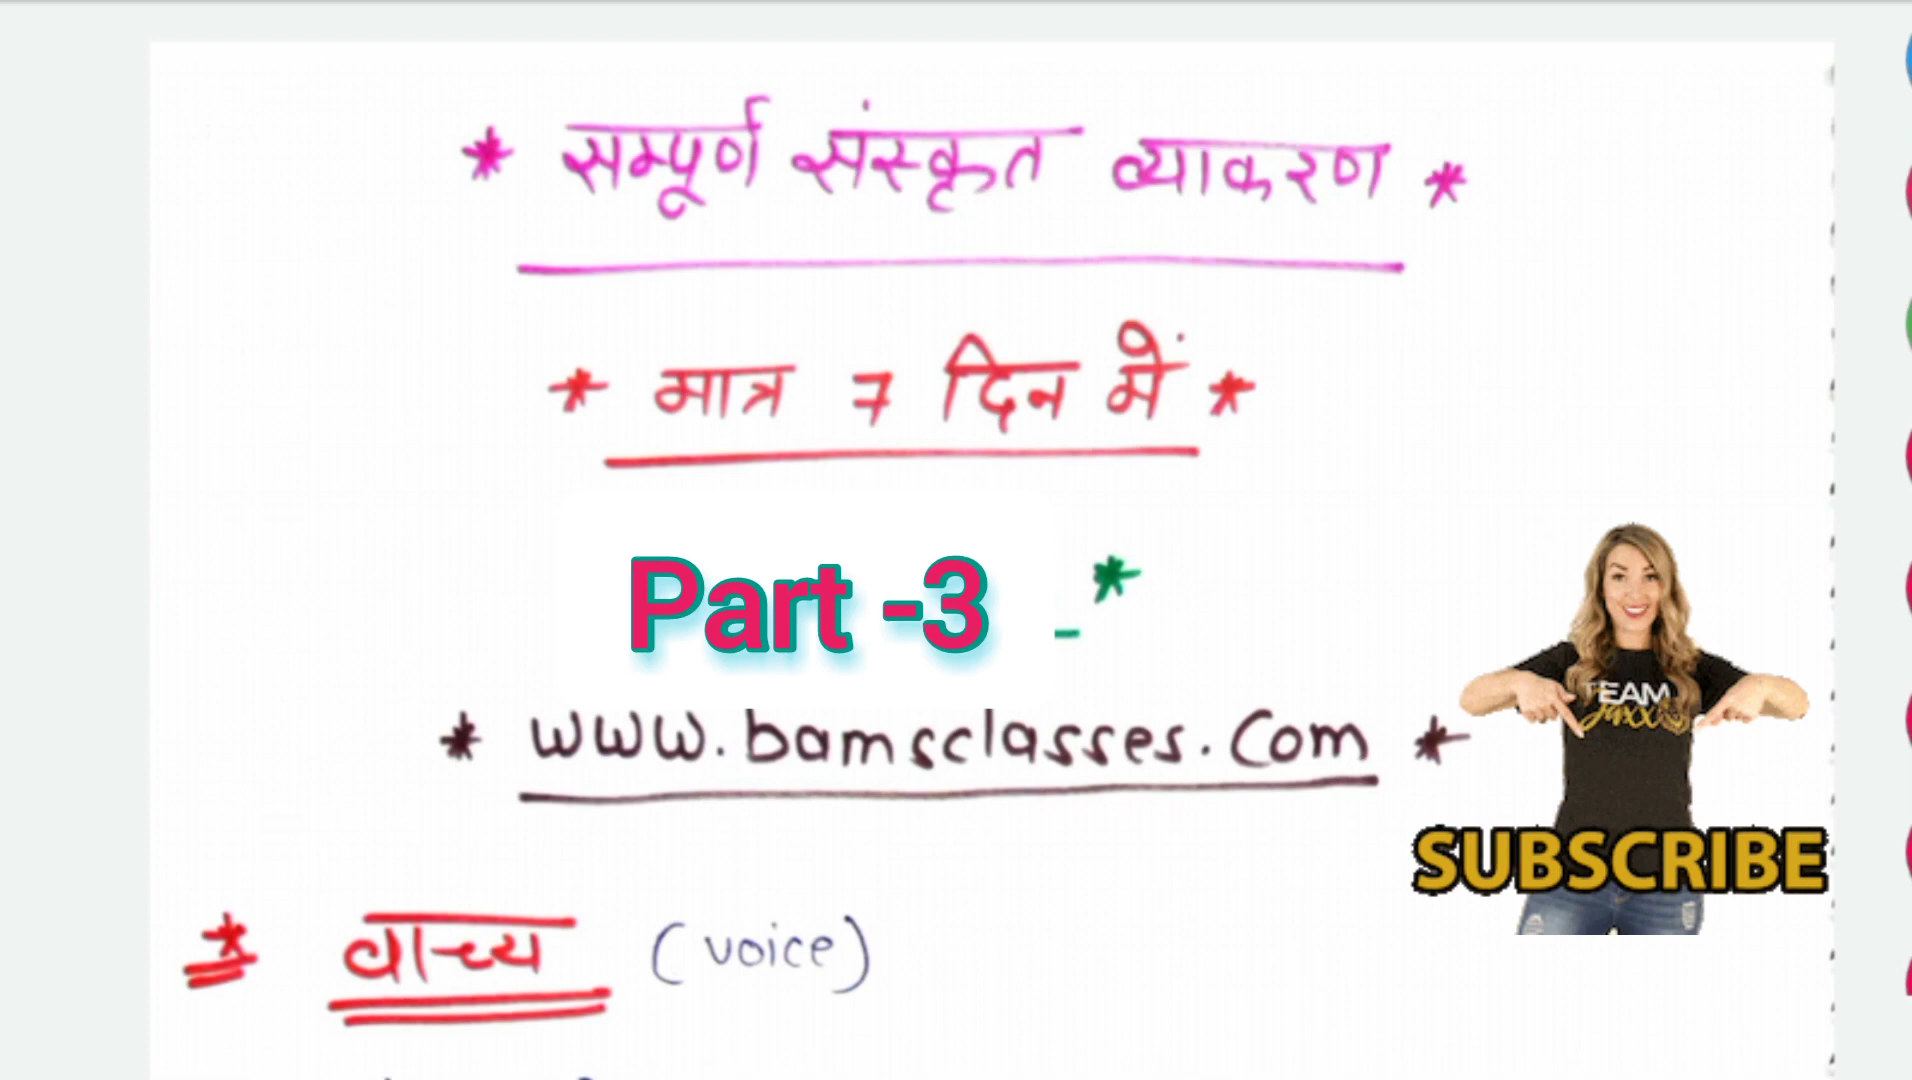 * सम्पूर्ण संस्कृत व्याकरण *
* मात्र 7 दिन में *
Part -3 - *
* www.bamsclasses.com *
TEAM
SUBSCRIBE
* वाच्य (voice)